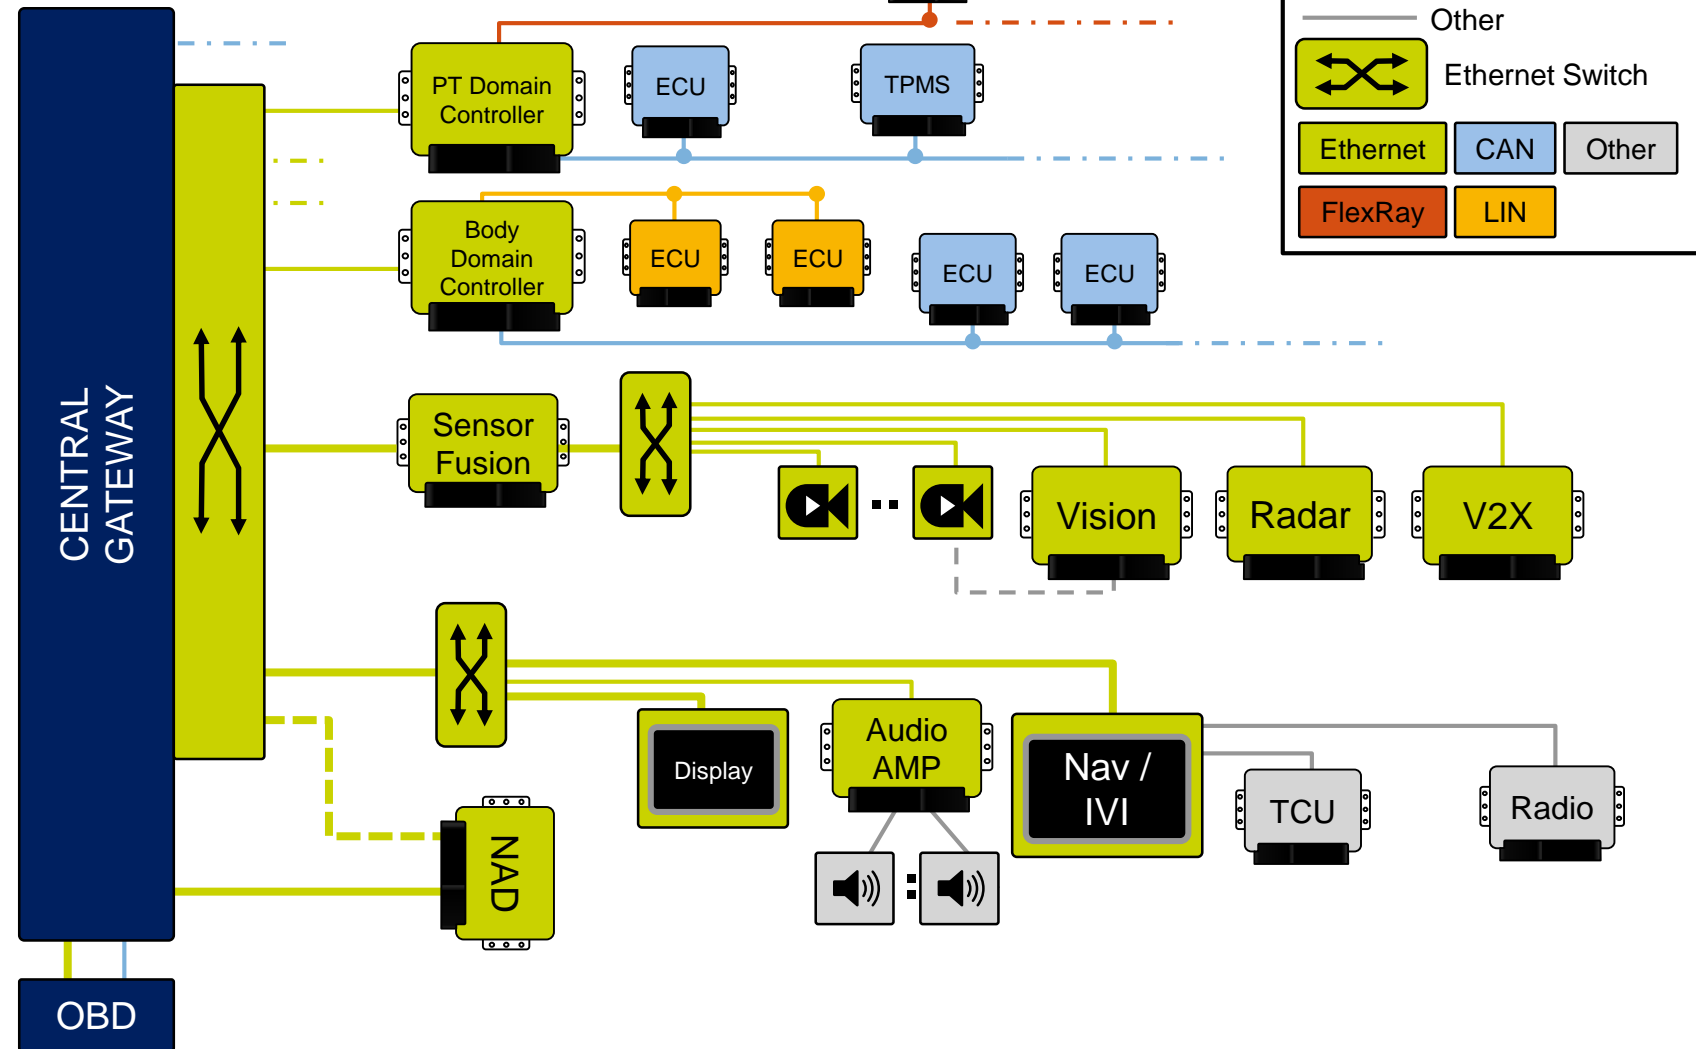 Other
Ethernet Switch
Ethernet
CAN
Other
FlexRay
LIN
PT Domain
Controller
ECU
TPMS
Body
Domain
Controller
ECU
ECU
ECU
ECU
CENTRAL
GATEWAY
Sensor
Fusion
Vision
Radar
V2X
Display
Audio
AMP
Nav /
IVI
TCU
Radio
NAD
OBD